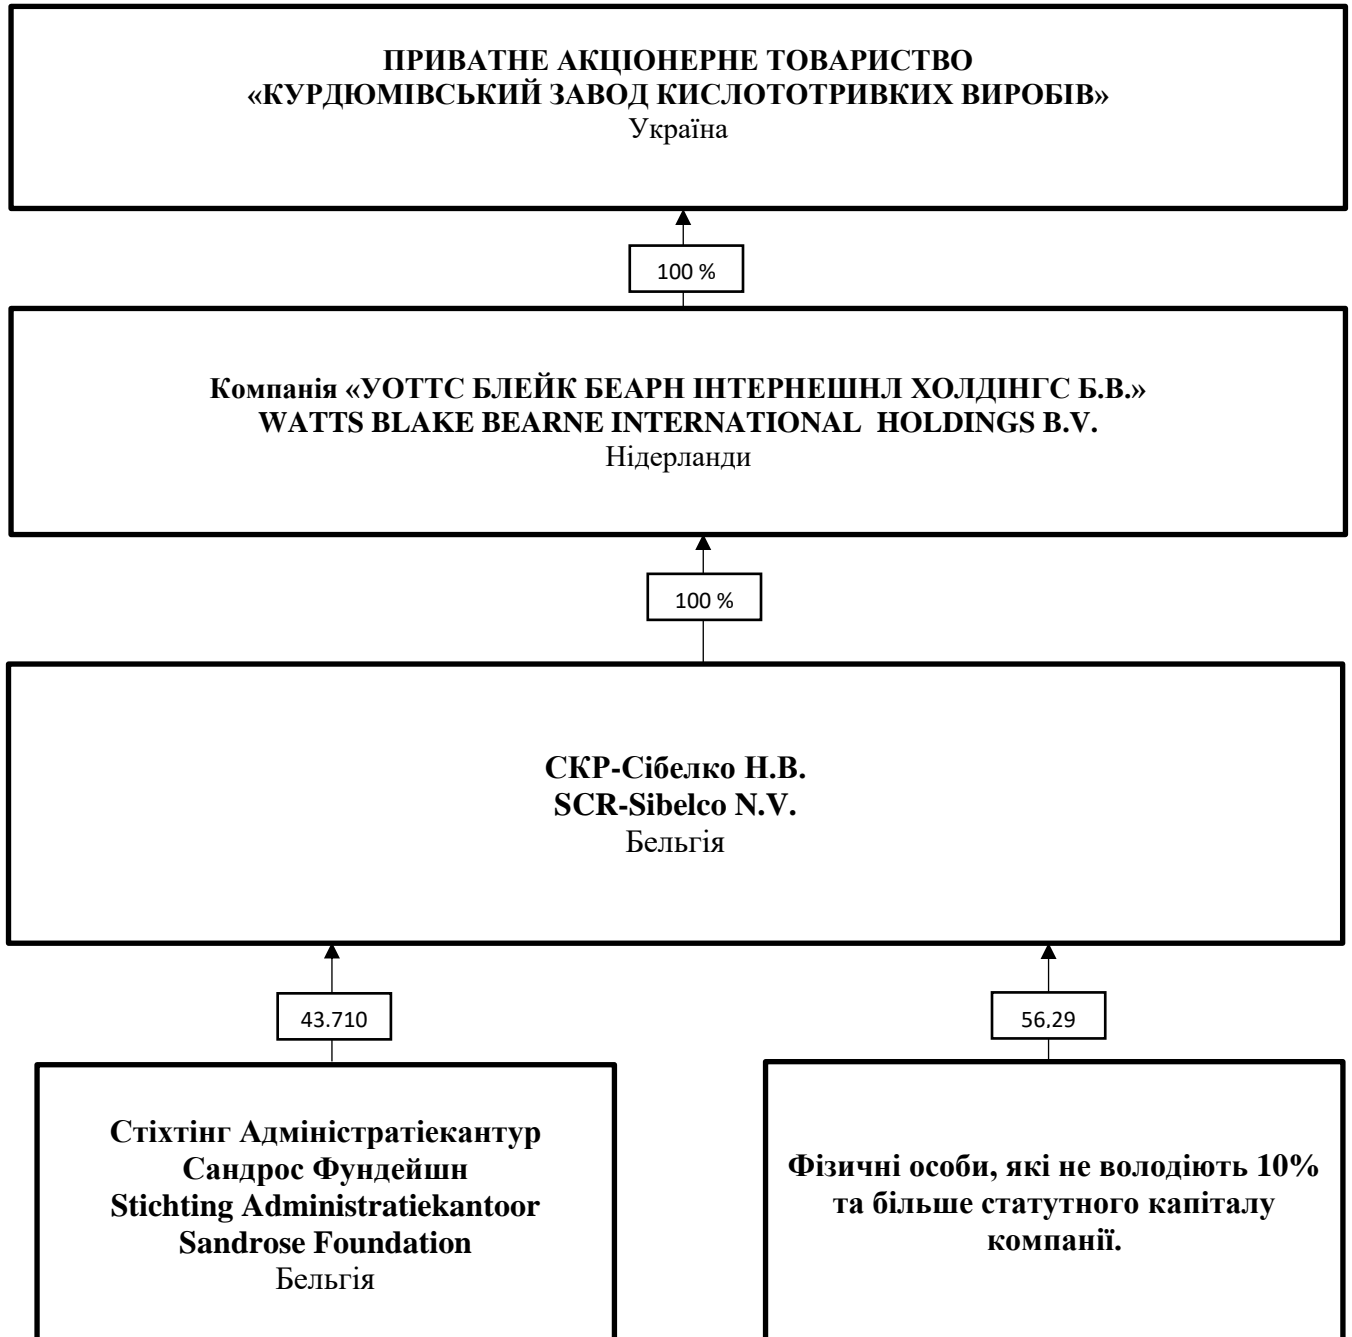 ПРИВАТНЕ АКЦІОНЕРНЕ ТОВАРИСТВО
«КУРДЮМІВСЬКИЙ ЗАВОД КИСЛОТОТРИВКИХ ВИРОБІВ»
Україна
100 %
Компанія «УОТТС БЛЕЙК БЕАРН ІНТЕРНЕШНЛ ХОЛДІНГС Б.В.»
WATTS BLAKE BEARNE INTERNATIONAL HOLDINGS B.V.
Нідерланди
100 %
СКР-Сібелко Н.В.
SCR-Sibelco N.V.
Бельгія
43.710
56,29
Стіхтінг Адміністратіекантур
Сандрос Фундейшн
Stichting Administratiekantoor
Sandrose Foundation
Бельгія
Фізичні особи, які не володіють 10%
та більше статутного капіталу
компанії.